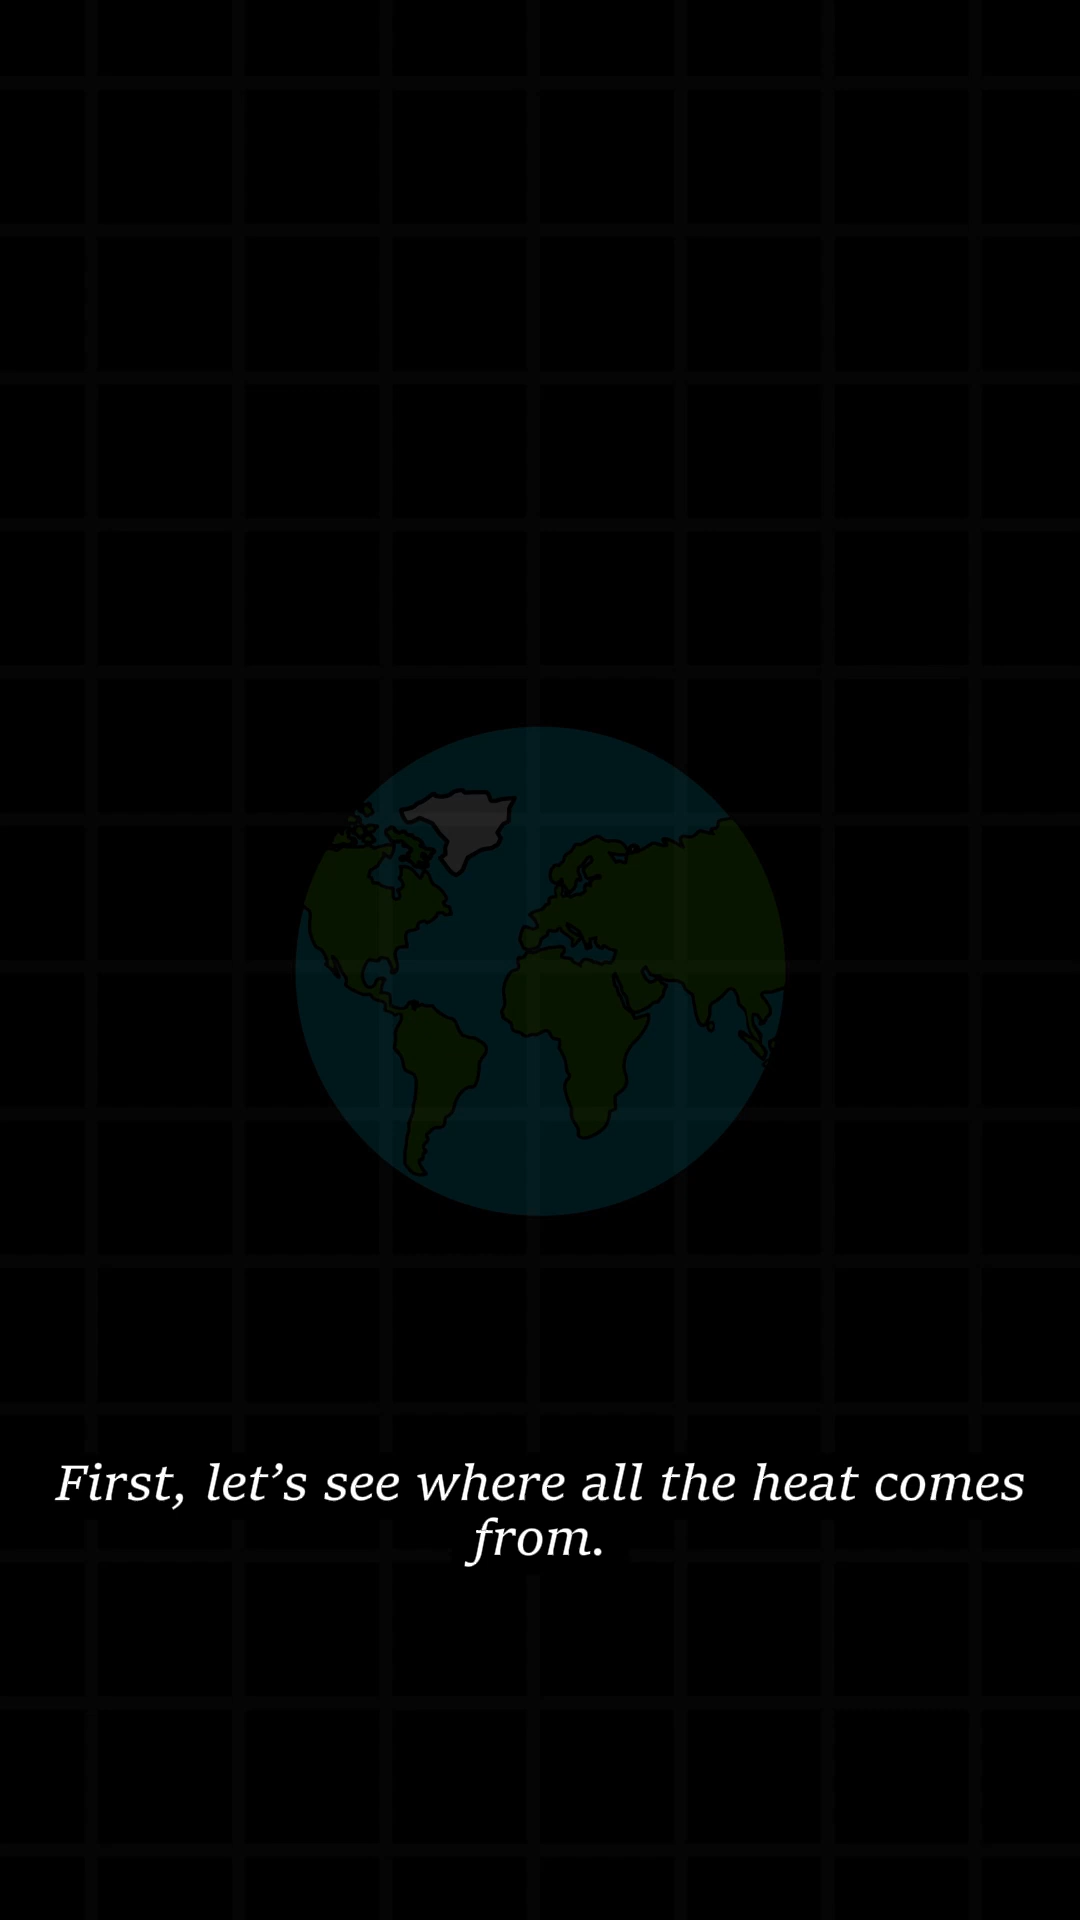 First, let’s see where all the heat comes
from.